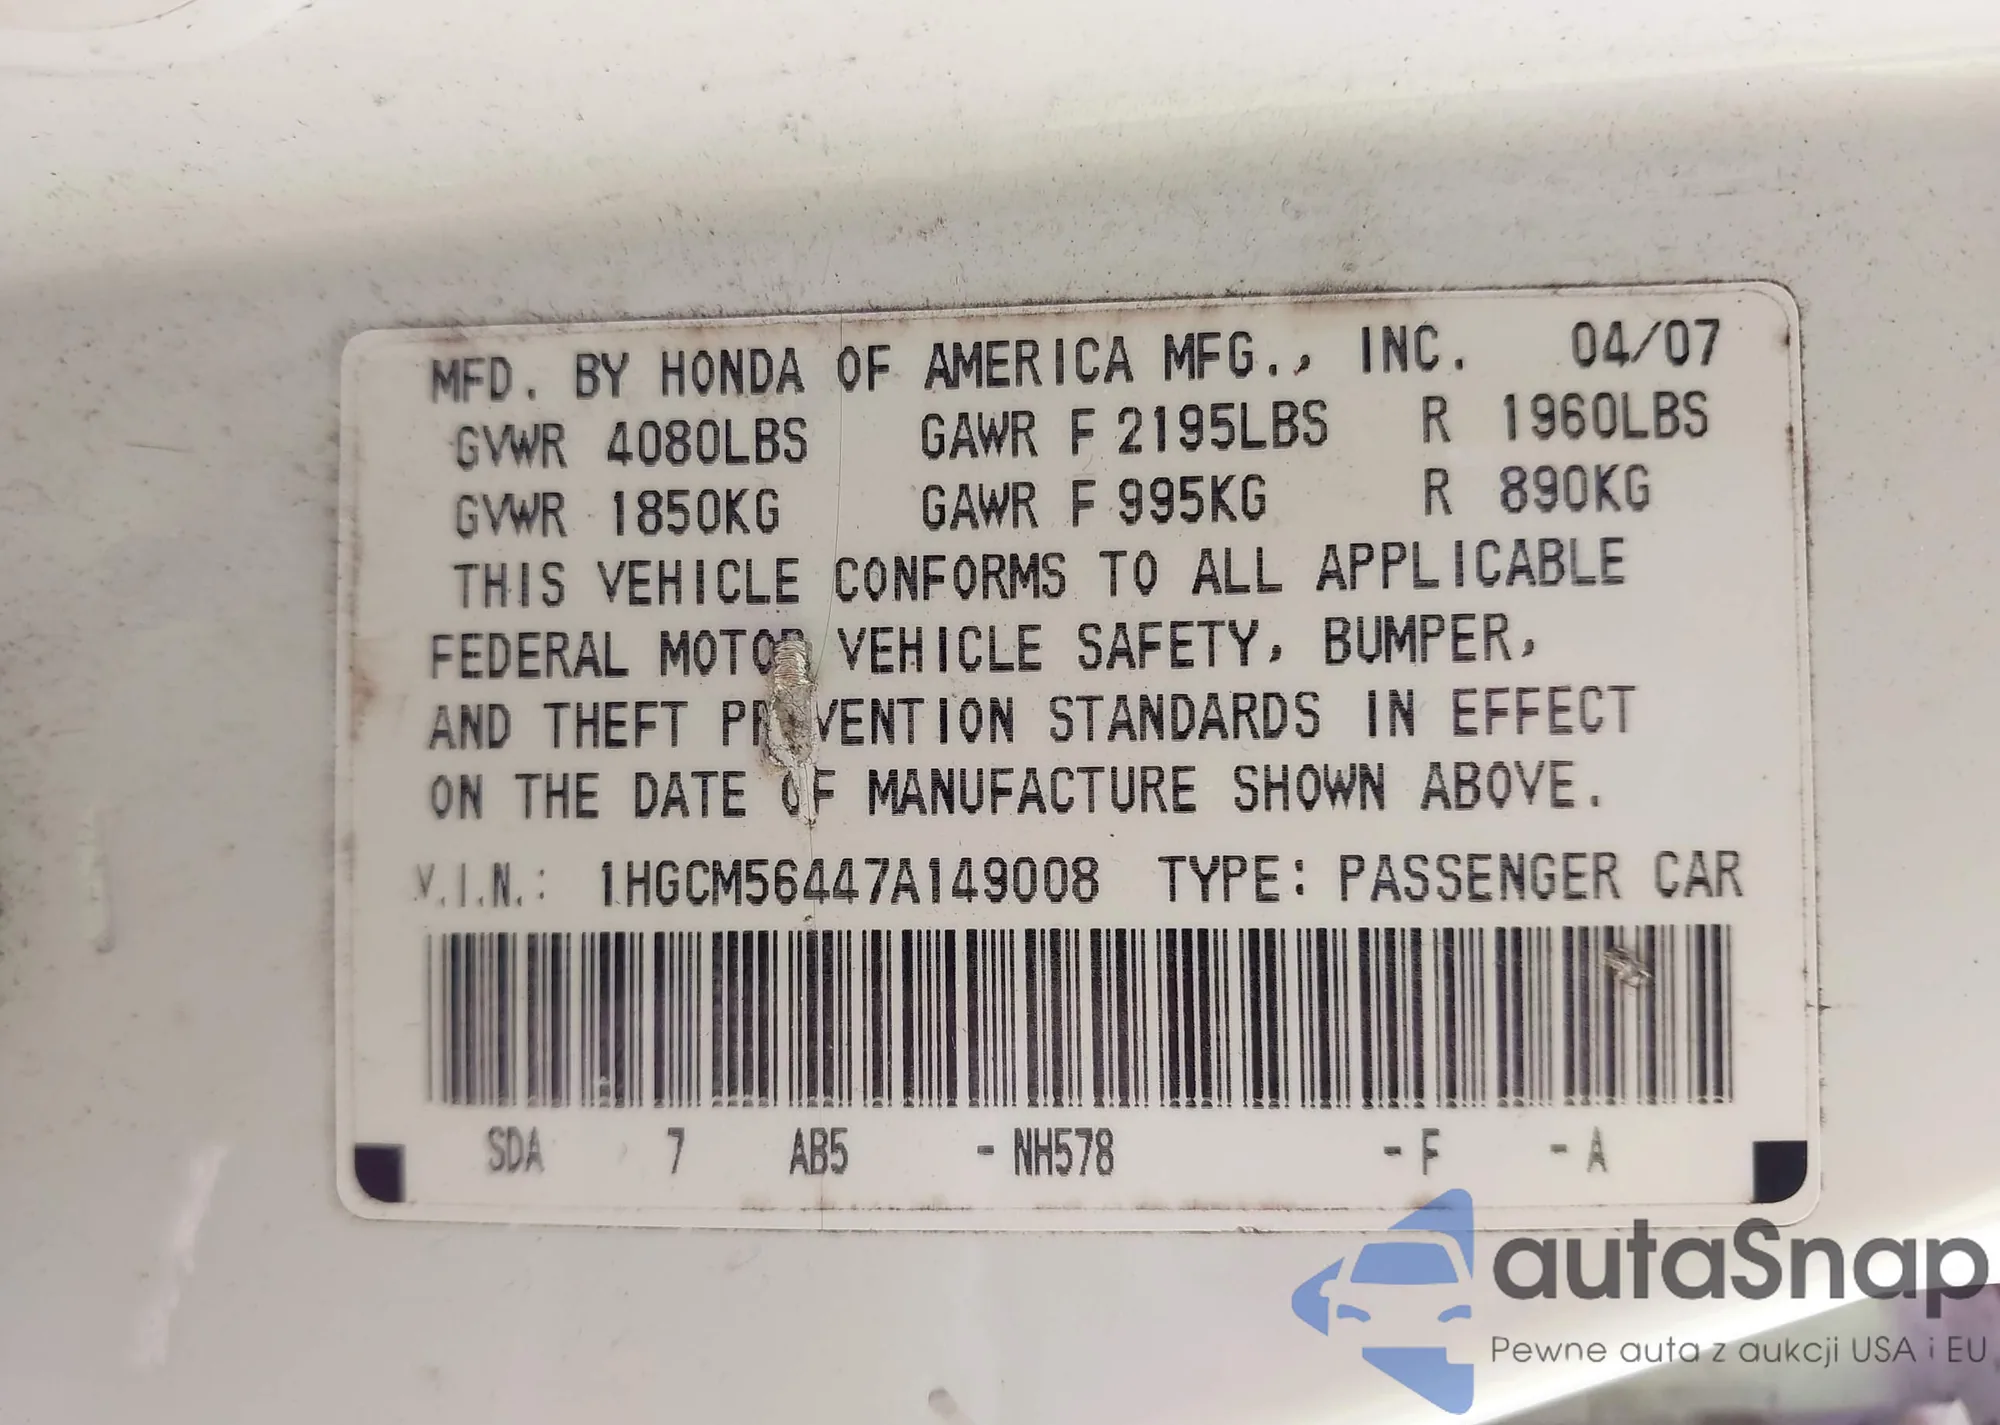 MFD. BY HONDA OF AMERICA MFG., INC. 04/07
GVWR 4080LBS GAWR F 2195LBS R 1960LBS
GVWR 1850KG GAWR F 995KG R 890KG
THIS VEHICLE CONFORMS TO ALL APPLICABLE
FEDERAL MOTOR VEHICLE SAFETY, BUMPER,
AND THEFT VENTION STANDARDS IN EFFECT
ON THE DATE OF MANUFACTURE SHOWN ABOVE.
V.I.N.: 1HGCM56447A149008 TYPE: PASSENGER CAR
SDA 7 AB5 - NH578 - F - A
autaSnap
Pewne auta z aukcji USA i EU